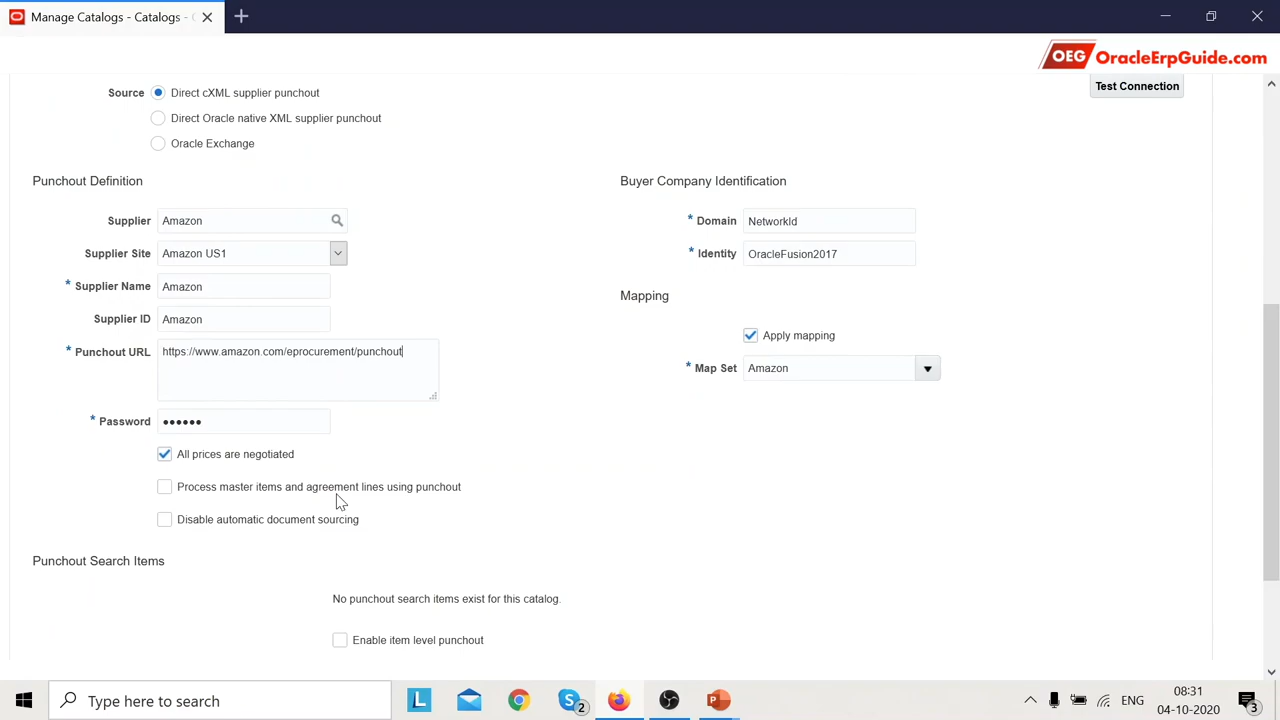 Manage Catalogs - Catalogs -
OEG OracleErpGuide.com
Test Connection
Source
Direct cXML supplier punchout
Direct Oracle native XML supplier punchout
Oracle Exchange
Punchout Definition
Supplier Amazon
Supplier Site Amazon US1
* Supplier Name Amazon
Supplier ID Amazon
* Punchout URL https://www.amazon.com/eprocurement/punchout
* Password ••••••
All prices are negotiated
Process master items and agreement lines using punchout
Disable automatic document sourcing
Buyer Company Identification
* Domain NetworkId
* Identity OracleFusion2017
Mapping
Apply mapping
* Map Set Amazon
Punchout Search Items
No punchout search items exist for this catalog.
Enable item level punchout
Type here to search
L
2
ENG
08:31
04-10-2020
3